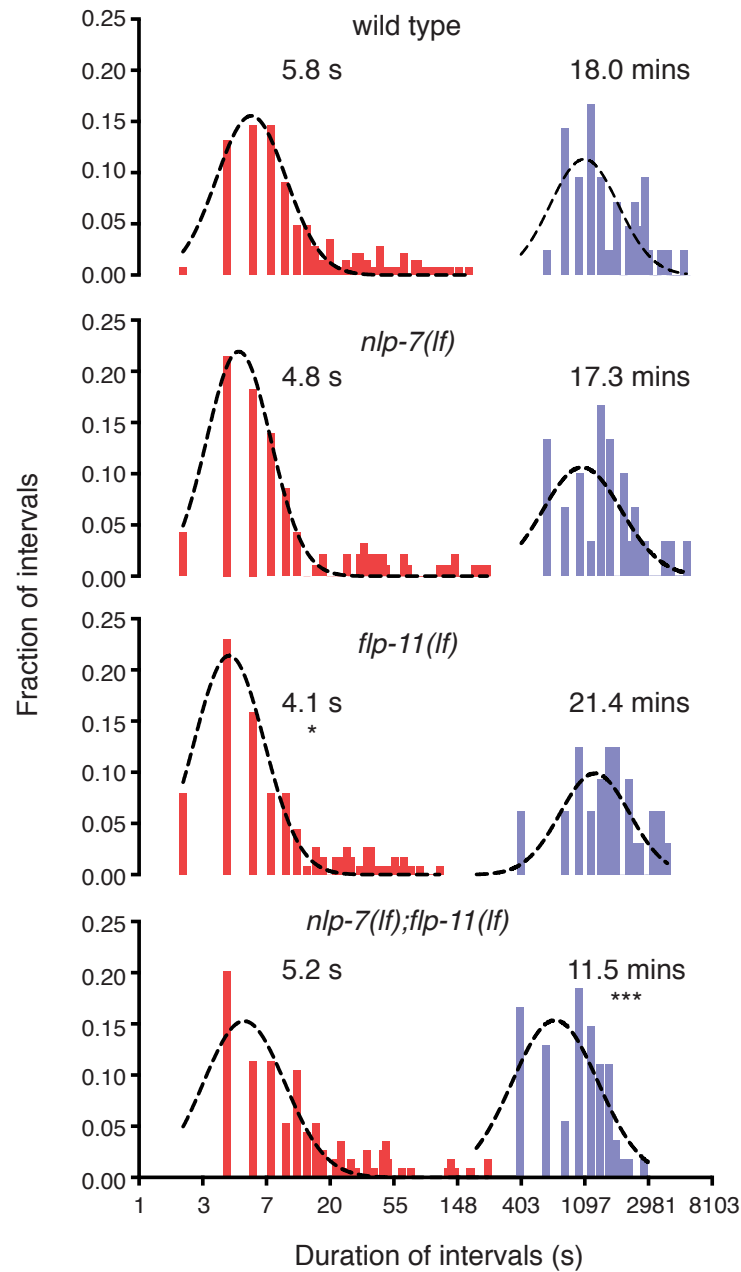 wild type
0.25
0.20
0.15
0.10
0.05
0.00
5.8 s
18.0 mins
nlp-7(lf)
0.25
0.20
0.15
0.10
0.05
0.00
4.8 s
17.3 mins
Fraction of intervals
flp-11(lf)
0.25
0.20
0.15
0.10
0.05
0.00
4.1 s
*
21.4 mins
nlp-7(lf);flp-11(lf)
0.25
0.20
0.15
0.10
0.05
0.00
5.2 s
11.5 mins
***
1 3 7 20 55 148 403 1097 2981 8103
Duration of intervals (s)